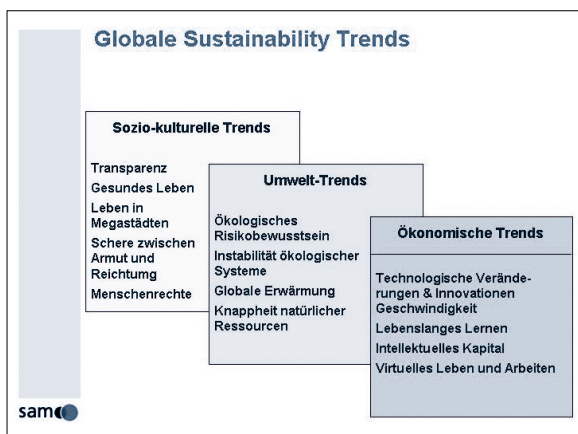 Globale Sustainability Trends
Sozio-kulturelle Trends
Transparenz
Gesundes Leben
Leben in
Megastädten
Schere zwischen
Armut und
Reichtumg
Menschenrechte
Umwelt-Trends
Ökologisches
Risikobewusstsein
Instabilität ökologischer
Systeme
Globale Erwärmung
Knappheit natürlicher
Ressourcen
Ökonomische Trends
Technologische Verände-
rungen & Innovationen
Geschwindigkeit
Lebenslanges Lernen
Intellektuelles Kapital
Virtuelles Leben und Arbeiten
sam